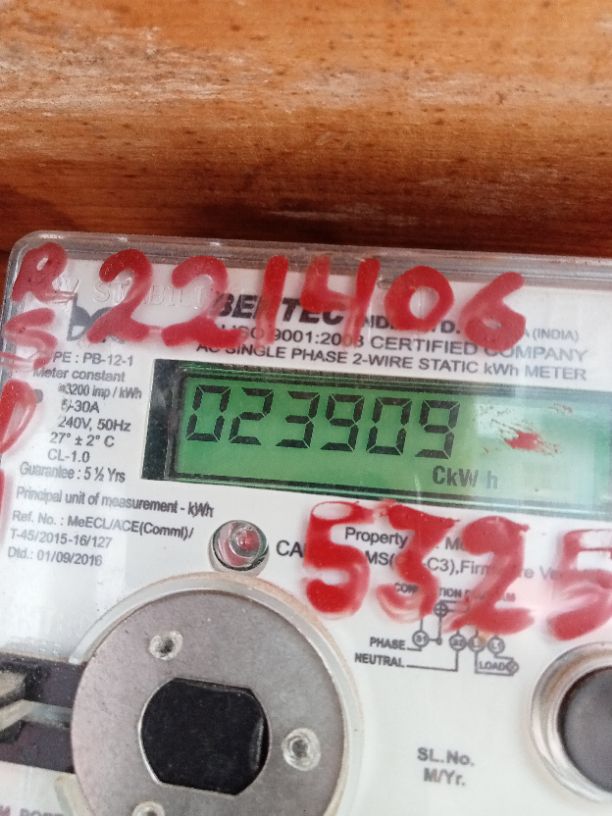 221406
BENTEC
ISO 9001:2008 CERTIFIED COMPANY
AC SINGLE PHASE 2-WIRE STATIC kWh METER
(INDIA)
TYPE : PB-12-1
Meter constant
3200 imp / kWh
5-30A
240V, 50Hz
27° ± 2° C
CL-1.0
Guarantee : 5 ½ Yrs
Principal unit of measurement - kWh
Ref. No. : MeECL/ACE(Comml)/
T-45/2015-16/127
Dtd.: 01/09/2016
023909
CkWh
5325
Property
PHASE
NEUTRAL
LOAD
SL.No.
M/Yr.